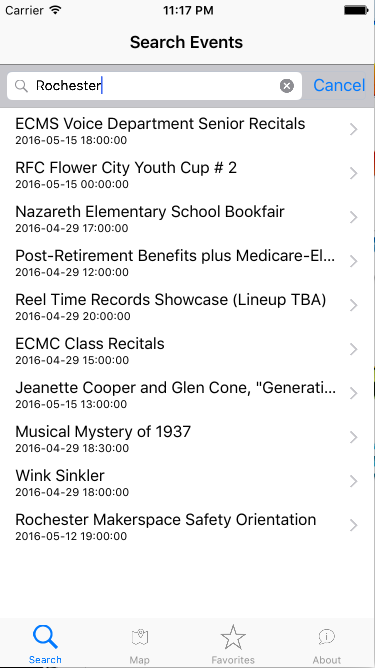 Carrier 11:17 PM
Search Events
Rochester Cancel
ECMS Voice Department Senior Recitals
2016-05-15 18:00:00
RFC Flower City Youth Cup # 2
2016-05-15 00:00:00
Nazareth Elementary School Bookfair
2016-04-29 17:00:00
Post-Retirement Benefits plus Medicare-El...
2016-04-29 12:00:00
Reel Time Records Showcase (Lineup TBA)
2016-04-29 20:00:00
ECMC Class Recitals
2016-04-29 15:00:00
Jeanette Cooper and Glen Cone, "Generati...
2016-05-15 13:00:00
Musical Mystery of 1937
2016-04-29 18:30:00
Wink Sinkler
2016-04-29 18:00:00
Rochester Makerspace Safety Orientation
2016-05-12 19:00:00
Search Map Favorites About